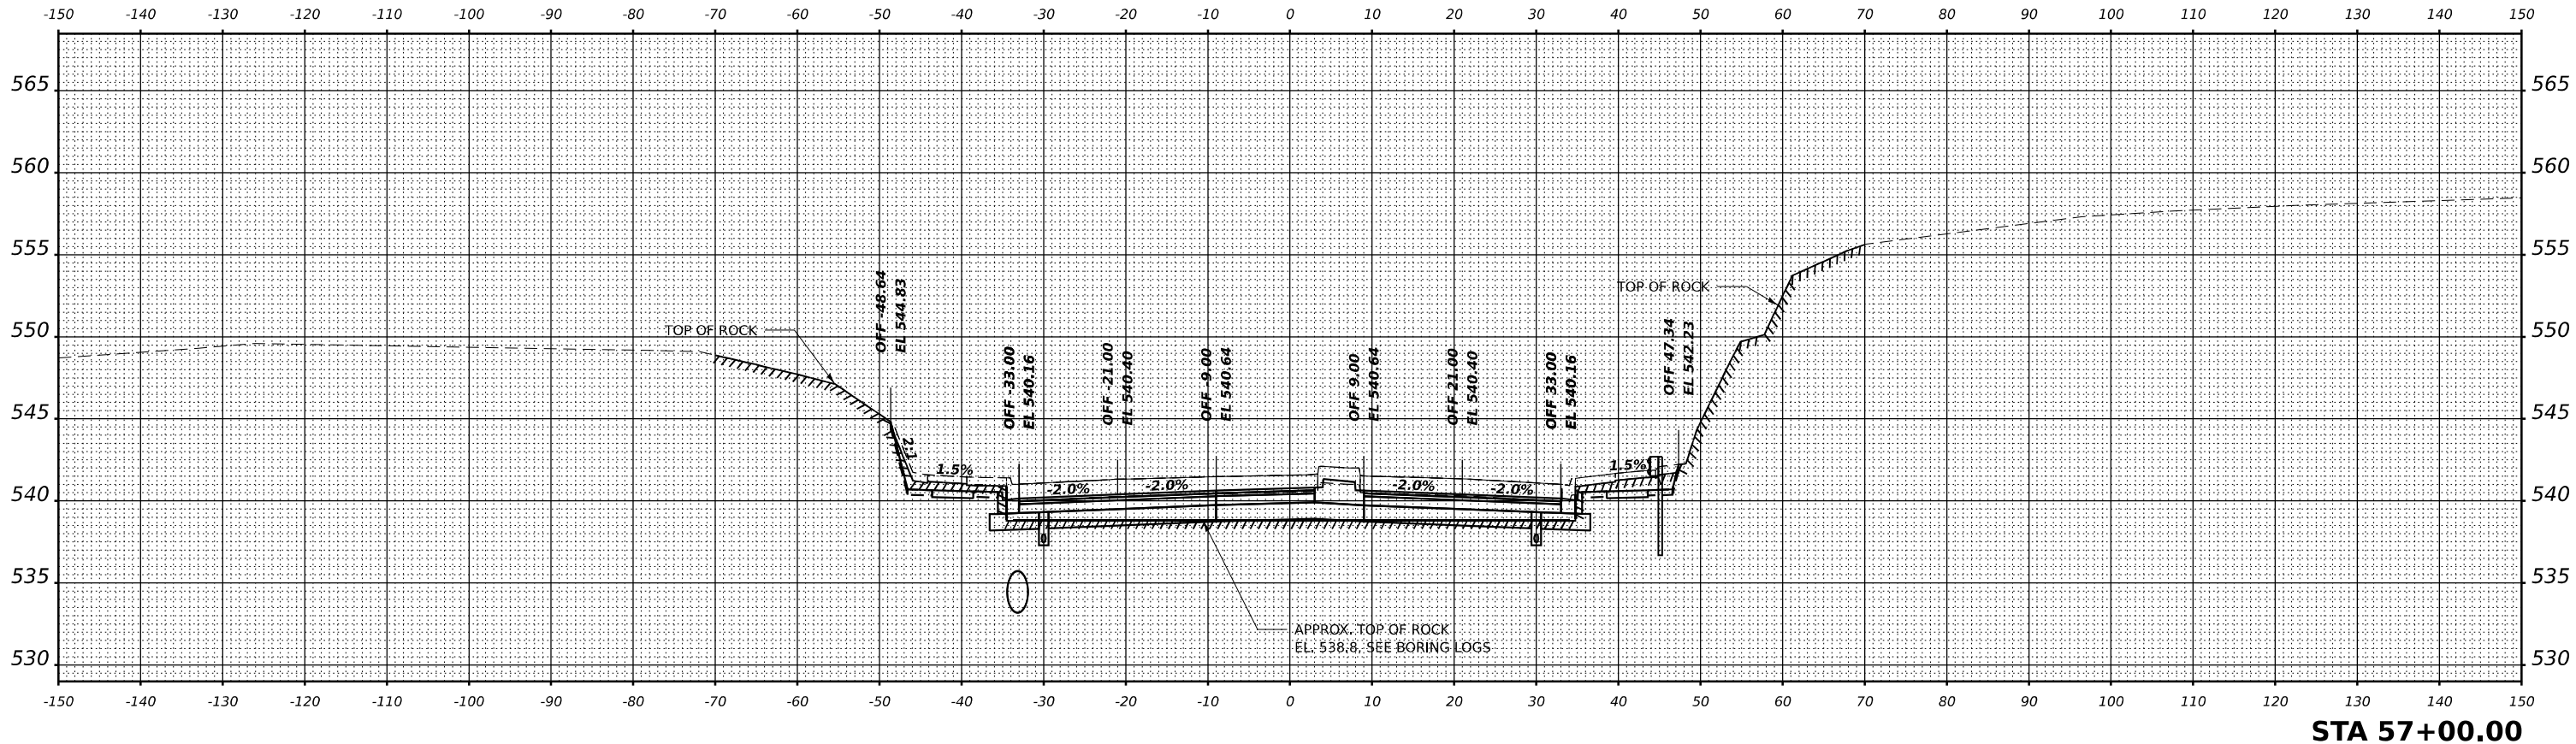 -150 -140 -130 -120 -110 -100 -90 -80 -70 -60 -50 -40 -30 -20 -10 0 10 20 30 40 50 60 70 80 90 100 110 120 130 140 150
565 565
560 560
555 555
TOP OF ROCK
OFF -48.64
EL 544.83
550 550
TOP OF ROCK
OFF -33.00
EL 540.16
OFF -21.00
EL 540.40
OFF -9.00
EL 540.64
OFF 9.00
EL 540.64
OFF 21.00
EL 540.40
OFF 33.00
EL 540.16
OFF 47.34
EL 542.23
545 545
2:1
1.5% 1.5%
-2.0% -2.0% -2.0% -2.0%
540 540
535 535
APPROX. TOP OF ROCK
EL. 538.8, SEE BORING LOGS
530 530
-150 -140 -130 -120 -110 -100 -90 -80 -70 -60 -50 -40 -30 -20 -10 0 10 20 30 40 50 60 70 80 90 100 110 120 130 140 150
STA 57+00.00